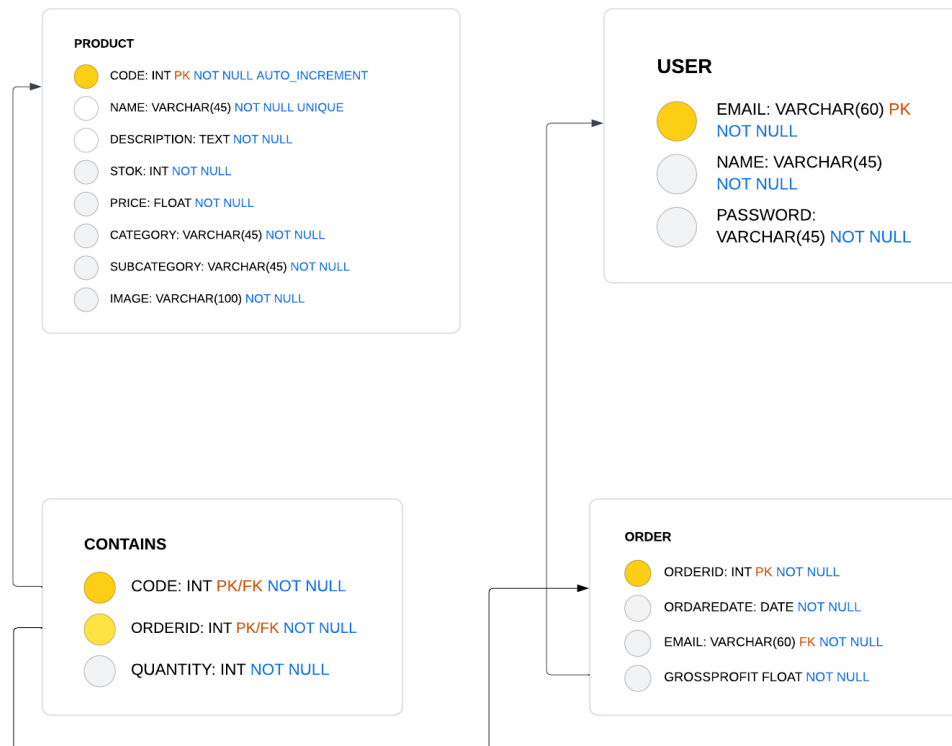 PRODUCT
CODE: INT PK NOT NULL AUTO_INCREMENT
NAME: VARCHAR(45) NOT NULL UNIQUE
DESCRIPTION: TEXT NOT NULL
STOK: INT NOT NULL
PRICE: FLOAT NOT NULL
CATEGORY: VARCHAR(45) NOT NULL
SUBCATEGORY: VARCHAR(45) NOT NULL
IMAGE: VARCHAR(100) NOT NULL
USER
EMAIL: VARCHAR(60) PK
NOT NULL
NAME: VARCHAR(45)
NOT NULL
PASSWORD:
VARCHAR(45) NOT NULL
CONTAINS
CODE: INT PK/FK NOT NULL
ORDERID: INT PK/FK NOT NULL
QUANTITY: INT NOT NULL
ORDER
ORDERID: INT PK NOT NULL
ORDAREDATE: DATE NOT NULL
EMAIL: VARCHAR(60) FK NOT NULL
GROSSPROFIT FLOAT NOT NULL